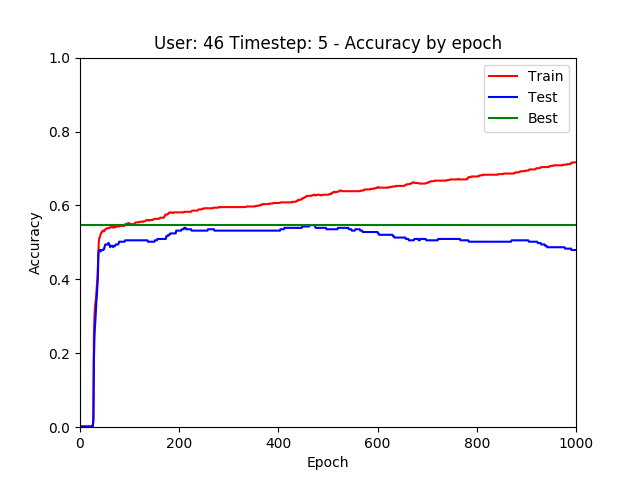 User: 46 Timestep: 5 - Accuracy by epoch
1.0
0.8
0.6
0.4
0.2
0.0
Accuracy
Train
Test
Best
0 200 400 600 800 1000
Epoch